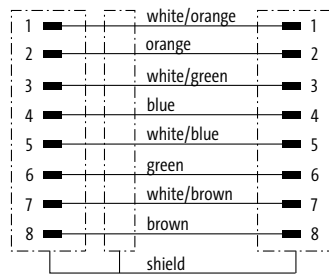 1 white/orange 1
2 orange 2
3 white/green 3
4 blue 4
5 white/blue 5
6 green 6
7 white/brown 7
8 brown 8
shield